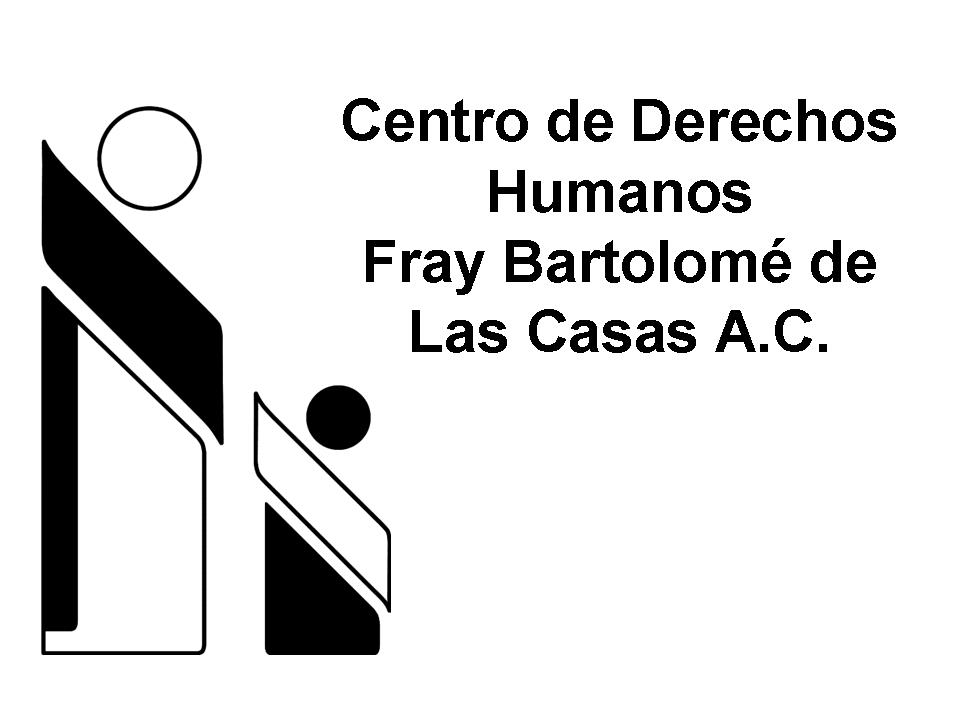 Centro de Derechos
Humanos
Fray Bartolomé de
Las Casas A.C.